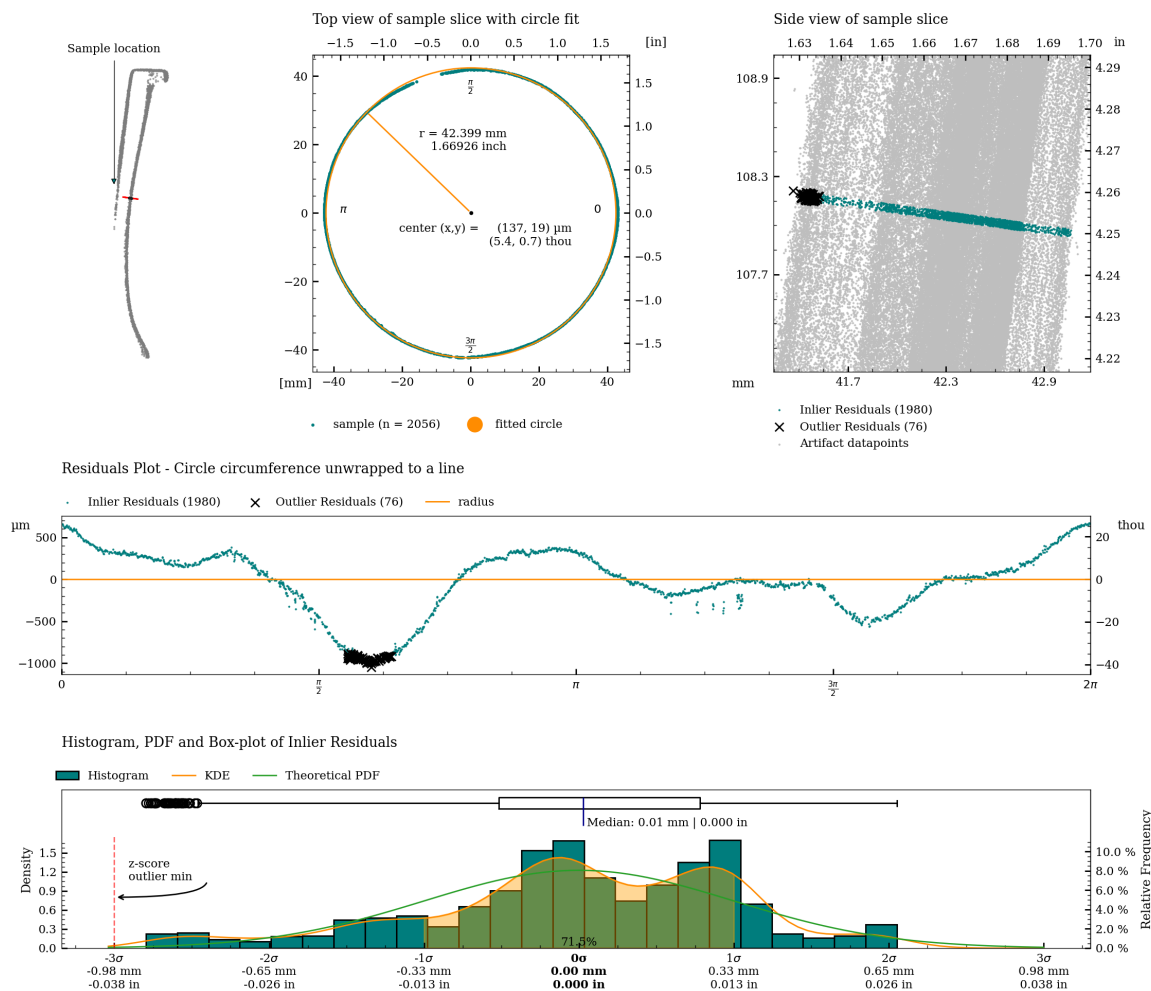 Top view of sample slice with circle fit
Side view of sample slice
Sample location
−1.5 −1.0 −0.5 0.0 0.5 1.0 1.5 [in]
1.63 1.64 1.65 1.66 1.67 1.68 1.69 1.70 in
40
20
0
−20
−40
π/2
r = 42.399 mm
1.66926 inch
π
0
center (x,y) = (137, 19) µm
(5.4, 0.7) thou
3π/2
1.5
1.0
0.5
0.0
−0.5
−1.0
−1.5
[mm] −40 −20 0 20 40
108.9
108.3
107.7
4.29
4.28
4.27
4.26
4.25
4.24
4.23
4.22
mm 41.7 42.3 42.9
sample (n = 2056) fitted circle
Inlier Residuals (1980)
Outlier Residuals (76)
Artifact datapoints
Residuals Plot - Circle circumference unwrapped to a line
Inlier Residuals (1980) Outlier Residuals (76) radius
µm
500
0
−500
−1000
thou
20
0
−20
−40
0 π/2 π 3π/2 2π
Histogram, PDF and Box-plot of Inlier Residuals
Histogram KDE Theoretical PDF
Median: 0.01 mm | 0.000 in
z-score
outlier min
Density
1.5
1.2
0.9
0.6
0.3
0.0
71.5%
10.0 %
8.0 %
6.0 %
4.0 %
2.0 %
0.0 %
Relative Frequency
-3σ -2σ -1σ 0σ 1σ 2σ 3σ
-0.98 mm -0.65 mm -0.33 mm 0.00 mm 0.33 mm 0.65 mm 0.98 mm
-0.038 in -0.026 in -0.013 in 0.000 in 0.013 in 0.026 in 0.038 in